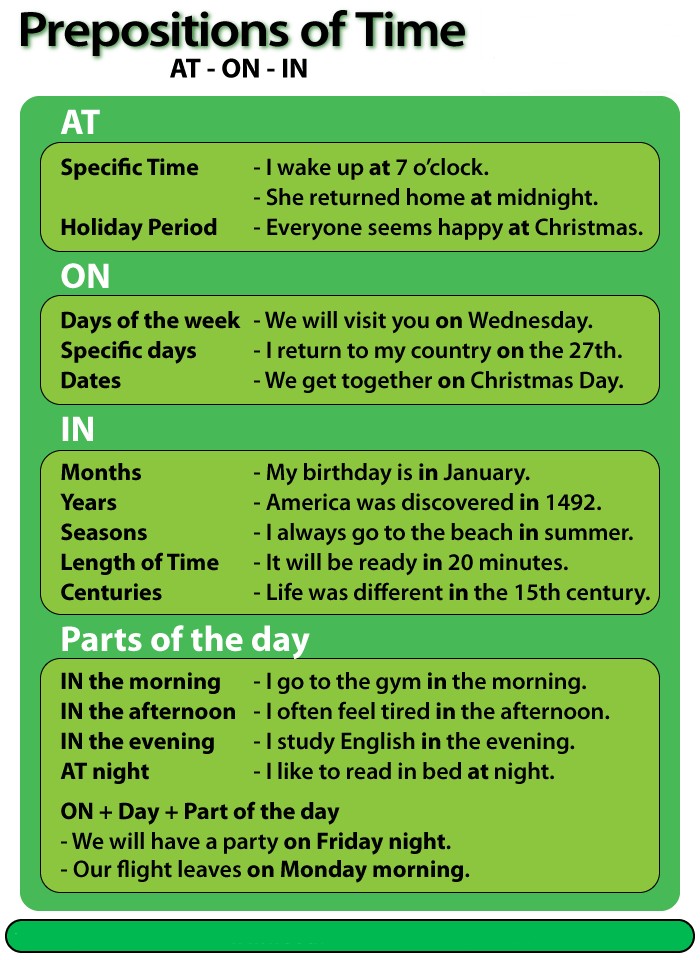 Prepositions of Time
AT - ON - IN
AT
Specific Time - I wake up at 7 o’clock.
- She returned home at midnight.
Holiday Period - Everyone seems happy at Christmas.
ON
Days of the week - We will visit you on Wednesday.
Specific days - I return to my country on the 27th.
Dates - We get together on Christmas Day.
IN
Months - My birthday is in January.
Years - America was discovered in 1492.
Seasons - I always go to the beach in summer.
Length of Time - It will be ready in 20 minutes.
Centuries - Life was different in the 15th century.
Parts of the day
IN the morning - I go to the gym in the morning.
IN the afternoon - I often feel tired in the afternoon.
IN the evening - I study English in the evening.
AT night - I like to read in bed at night.
ON + Day + Part of the day
- We will have a party on Friday night.
- Our flight leaves on Monday morning.